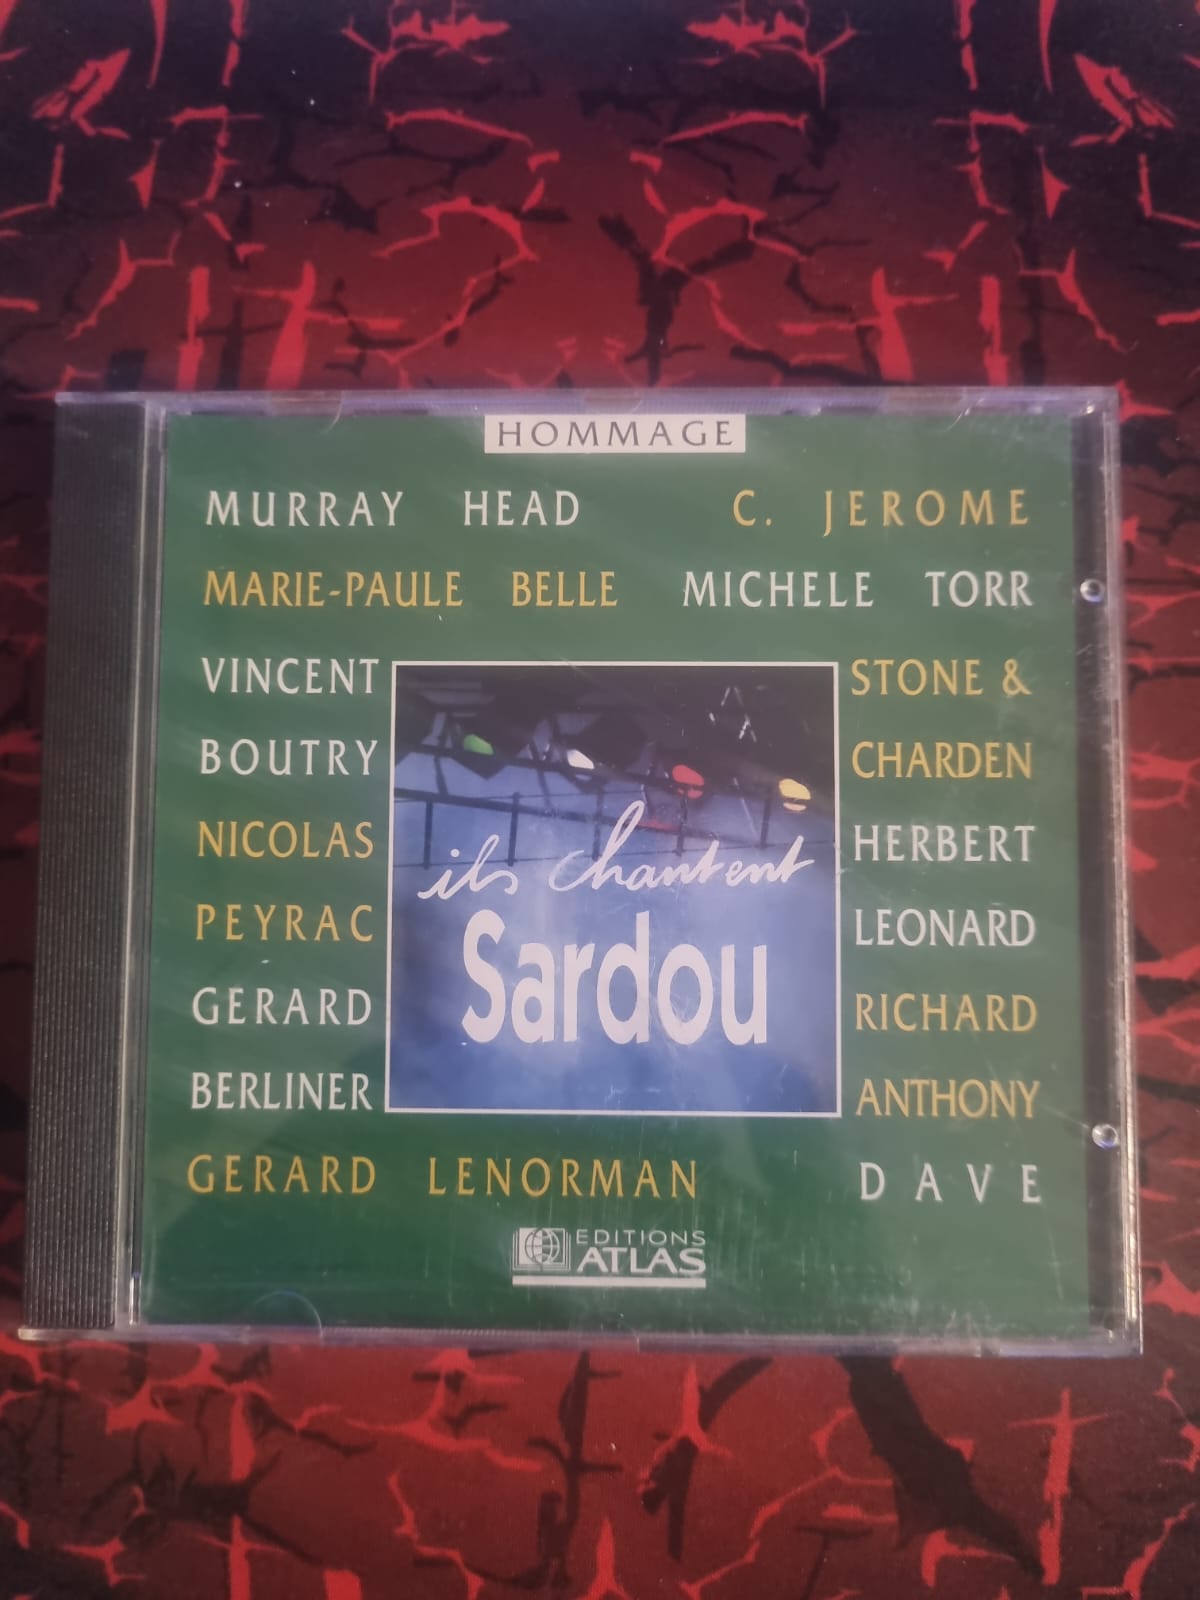 HOMMAGE
MURRAY HEAD C. JEROME
MARIE-PAULE BELLE MICHELE TORR
VINCENT
BOUTRY
NICOLAS
PEYRAC
GERARD
BERLINER
STONE &
CHARDEN
HERBERT
LEONARD
RICHARD
ANTHONY
ils chantent
Sardou
GERARD LENORMAN DAVE
EDITIONS
ATLAS